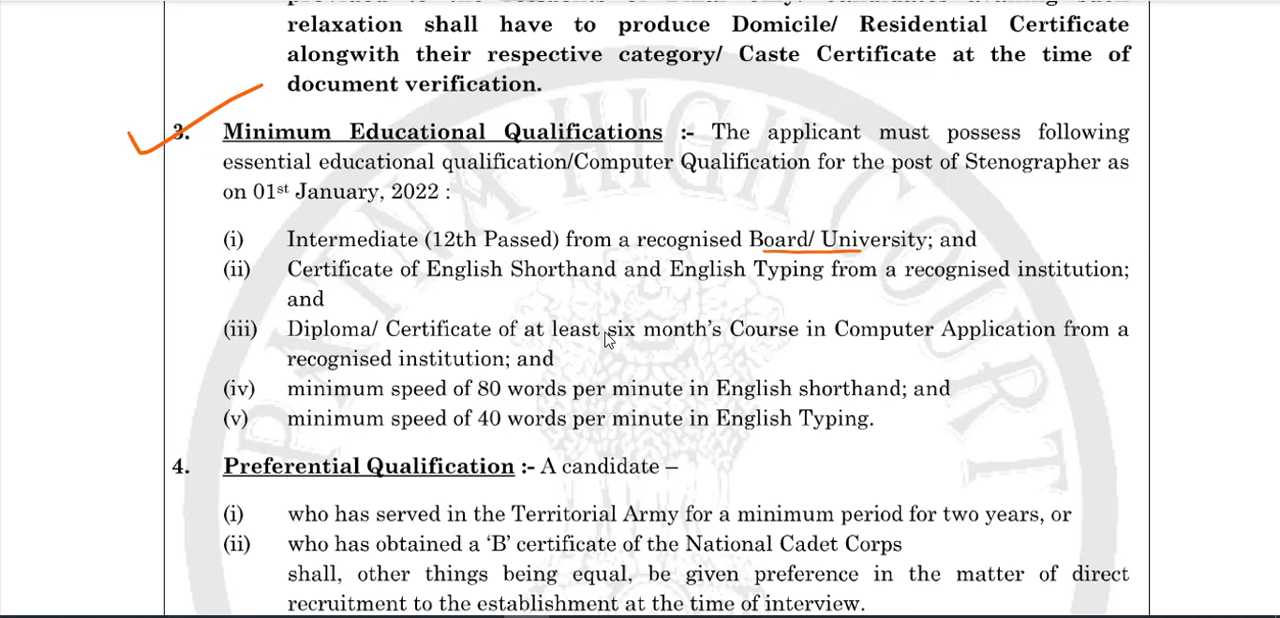 relaxation shall have to produce Domicile/ Residential Certificate
alongwith their respective category/ Caste Certificate at the time of
document verification.
3. Minimum Educational Qualifications :- The applicant must possess following
essential educational qualification/Computer Qualification for the post of Stenographer as
on 01st January, 2022 :
(i) Intermediate (12th Passed) from a recognised Board/ University; and
(ii) Certificate of English Shorthand and English Typing from a recognised institution;
and
(iii) Diploma/ Certificate of at least six month's Course in Computer Application from a
recognised institution; and
(iv) minimum speed of 80 words per minute in English shorthand; and
(v) minimum speed of 40 words per minute in English Typing.
4. Preferential Qualification :- A candidate –
(i) who has served in the Territorial Army for a minimum period for two years, or
(ii) who has obtained a 'B' certificate of the National Cadet Corps
shall, other things being equal, be given preference in the matter of direct
recruitment to the establishment at the time of interview.
PATNA HIGH COURT